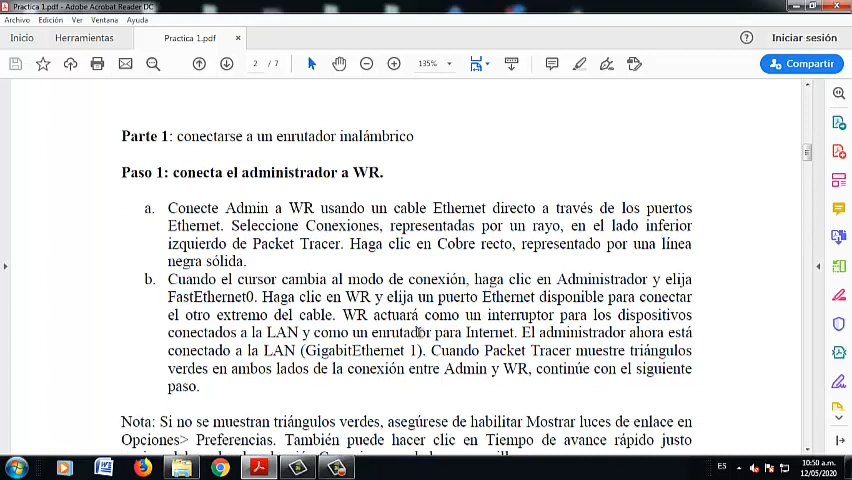 Practica 1.pdf - Adobe Acrobat Reader DC
Archivo Edición Ver Ventana Ayuda
Inicio Herramientas Practica 1.pdf × Iniciar sesión
2 / 7 135% Compartir
Parte 1: conectarse a un enrutador inalámbrico
Paso 1: conecta el administrador a WR.
a. Conecte Admin a WR usando un cable Ethernet directo a través de los puertos
Ethernet. Seleccione Conexiones, representadas por un rayo, en el lado inferior
izquierdo de Packet Tracer. Haga clic en Cobre recto, representado por una línea
negra sólida.
b. Cuando el cursor cambia al modo de conexión, haga clic en Administrador y elija
FastEthernet0. Haga clic en WR y elija un puerto Ethernet disponible para conectar
el otro extremo del cable. WR actuará como un interruptor para los dispositivos
conectados a la LAN y como un enrutador para Internet. El administrador ahora está
conectado a la LAN (GigabitEthernet 1). Cuando Packet Tracer muestre triángulos
verdes en ambos lados de la conexión entre Admin y WR, continúe con el siguiente
paso.
Nota: Si no se muestran triángulos verdes, asegúrese de habilitar Mostrar luces de enlace en
Opciones> Preferencias. También puede hacer clic en Tiempo de avance rápido justo
ES 10:50 a.m.
12/05/2020